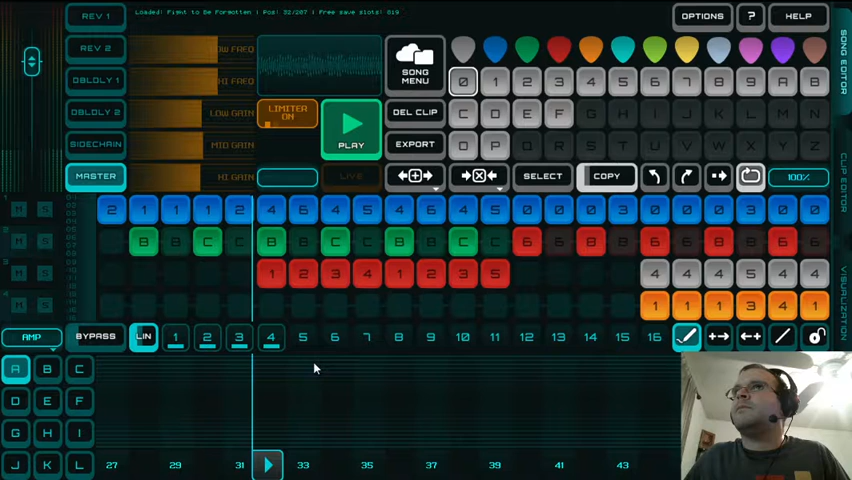 REV 1
Loaded! Fight to Be Forgotten | Pos: 32/207 | Free save slots: 019
OPTIONS
?
HELP
SONG EDITOR
REV 2
LOW FREQ
SONG MENU
DBLDLY 1
HI FREQ
0 1 2 3 4 5 6 7 8 9 A B
DBLDLY 2
LOW GAIN
LIMITER ON
PLAY
DEL CLIP
C D E F G H I J K L M N
SIDECHAIN
MID GAIN
EXPORT
O P Q R S T U V W X Y Z
CLIP EDITOR
MASTER
HI GAIN
LIVE
SELECT
COPY
100%
M S
2 1 1 1 2 4 6 4 5 4 6 4 5 0 0 0 0 0 0 3 0 0
M S
B B C C B B C C B B C C 6 6 8 8 6 6 8 8 6 6
M S
1 2 3 4 1 2 3 5 4 4 4 4 4 4
M S
1 1 1 3 4 1
VISUALIZATION
AMP
BYPASS
LIN
1 2 3 4 5 6 7 8 9 10 11 12 13 14 15 16
A B C
D E F
G H I
J K L
27 29 31 33 35 37 39 41 43